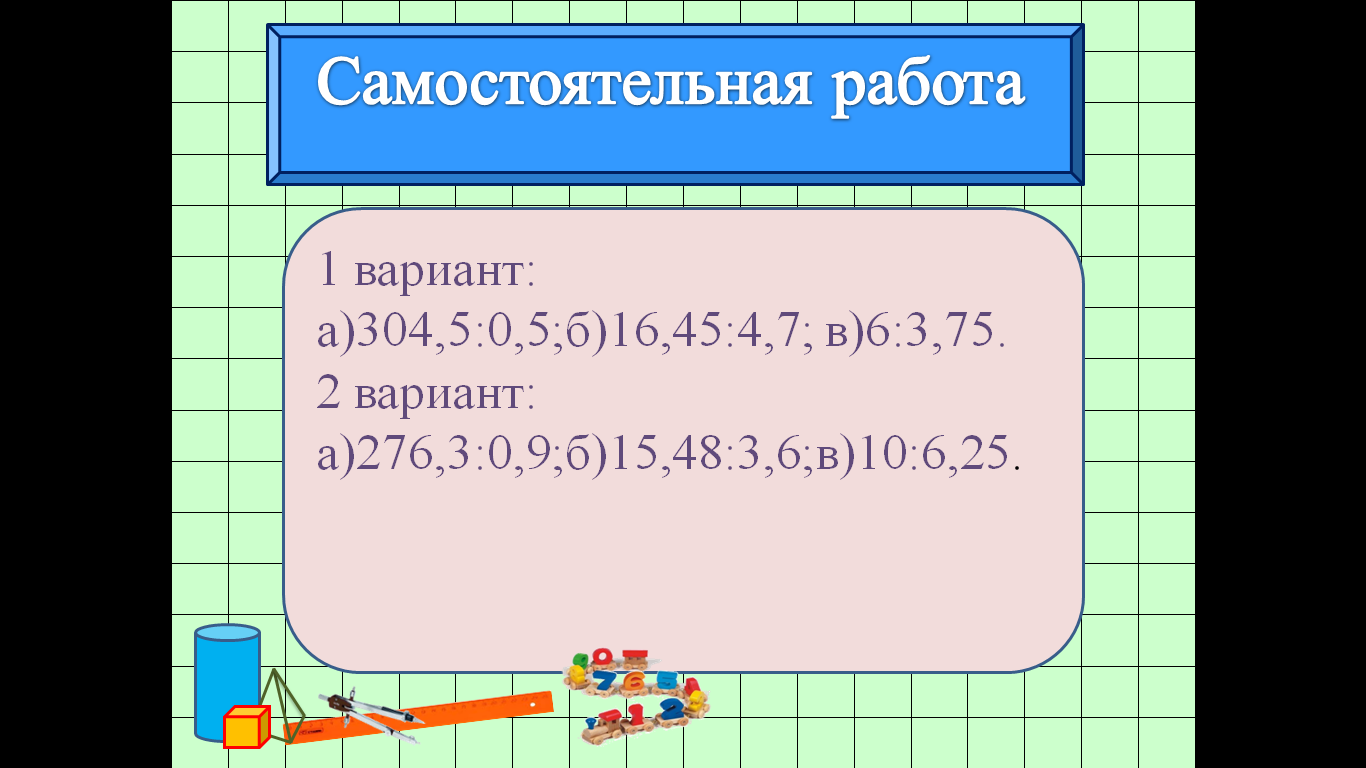 Самостоятельная работа
1 вариант:
а)304,5:0,5;б)16,45:4,7; в)6:3,75.
2 вариант:
а)276,3:0,9;б)15,48:3,6;в)10:6,25.